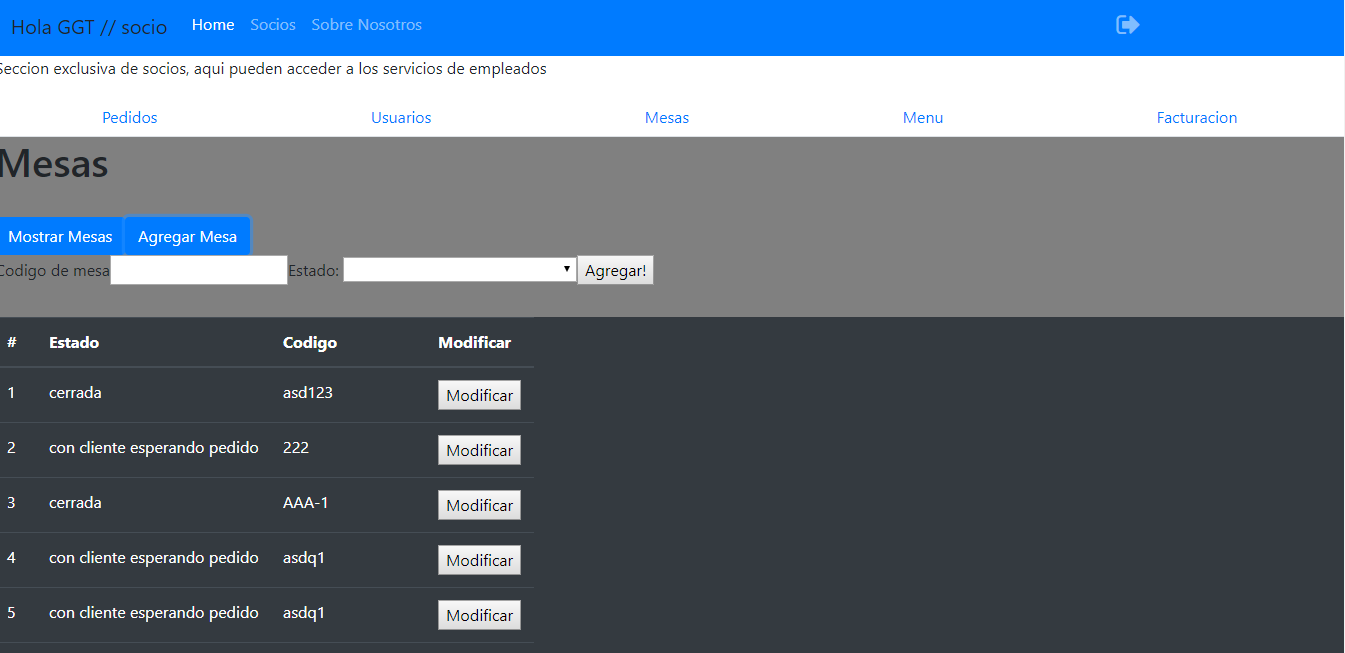 Hola GGT // socio Home Socios Sobre Nosotros
Seccion exclusiva de socios, aqui pueden acceder a los servicios de empleados
Pedidos Usuarios Mesas Menu Facturacion
Mesas
Mostrar Mesas Agregar Mesa
Codigo de mesa Estado: Agregar!
# Estado Codigo Modificar
1 cerrada asd123 Modificar
2 con cliente esperando pedido 222 Modificar
3 cerrada AAA-1 Modificar
4 con cliente esperando pedido asdq1 Modificar
5 con cliente esperando pedido asdq1 Modificar